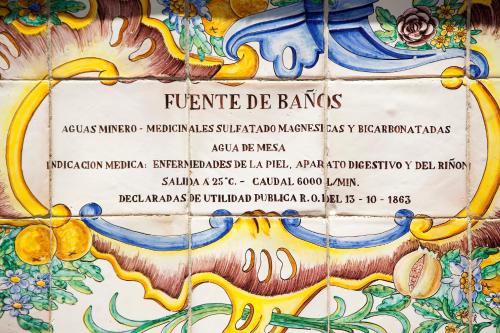 FUENTE DE BAÑOS
AGUAS MINERO - MEDICINALES SULFATADO MAGNESICAS Y BICARBONATADAS
AGUA DE MESA
INDICACION MEDICA: ENFERMEDADES DE LA PIEL, APARATO DIGESTIVO Y DEL RIÑON
SALIDA A 25°C. - CAUDAL 6000 L/MIN.
DECLARADAS DE UTILIDAD PUBLICA R.O. DEL 13 - 10 - 1863